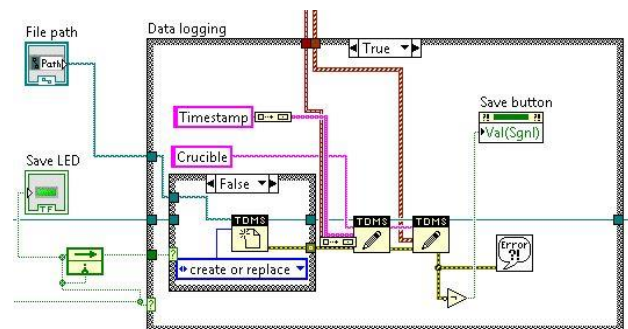 File path
Data logging
True
Path
Timestamp
Save button
?! ?!
Val(Sgnl)
Crucible
Save LED
False
TF
TDMS
TDMS
TDMS
?
create or replace
Error
?!
?